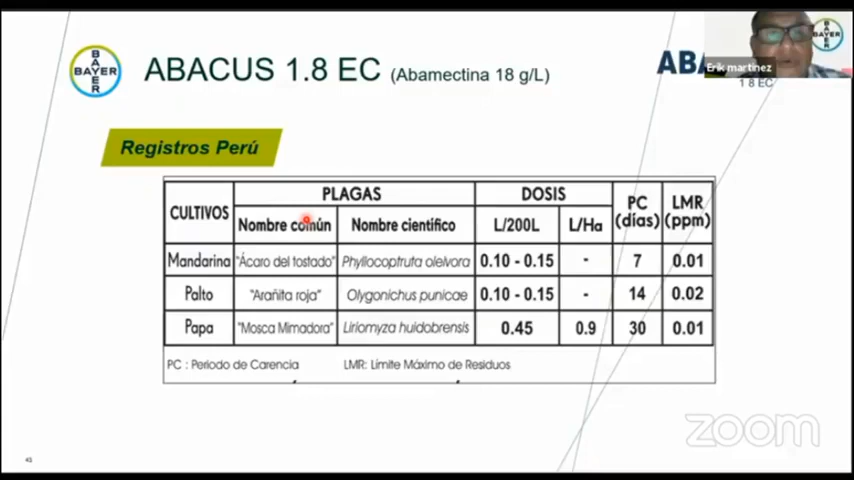 BAYER
BAYER
ABACUS 1.8 EC (Abamectina 18 g/L)
BAYER
ABA
Erik martinez
1 8 EC
Registros Perú
CULTIVOS PLAGAS DOSIS PC (días) LMR (ppm)
Nombre común Nombre científico L/200L L/Ha
Mandarina "Ácaro del tostado" Phyllocoptruta oleivora 0.10 - 0.15 - 7 0.01
Palto "Arañita roja" Olygonichus punicae 0.10 - 0.15 - 14 0.02
Papa "Mosca Mimadora" Liriomyza huidobrensis 0.45 0.9 30 0.01
PC : Periodo de Carencia LMR: Límite Máximo de Residuos
zoom
43